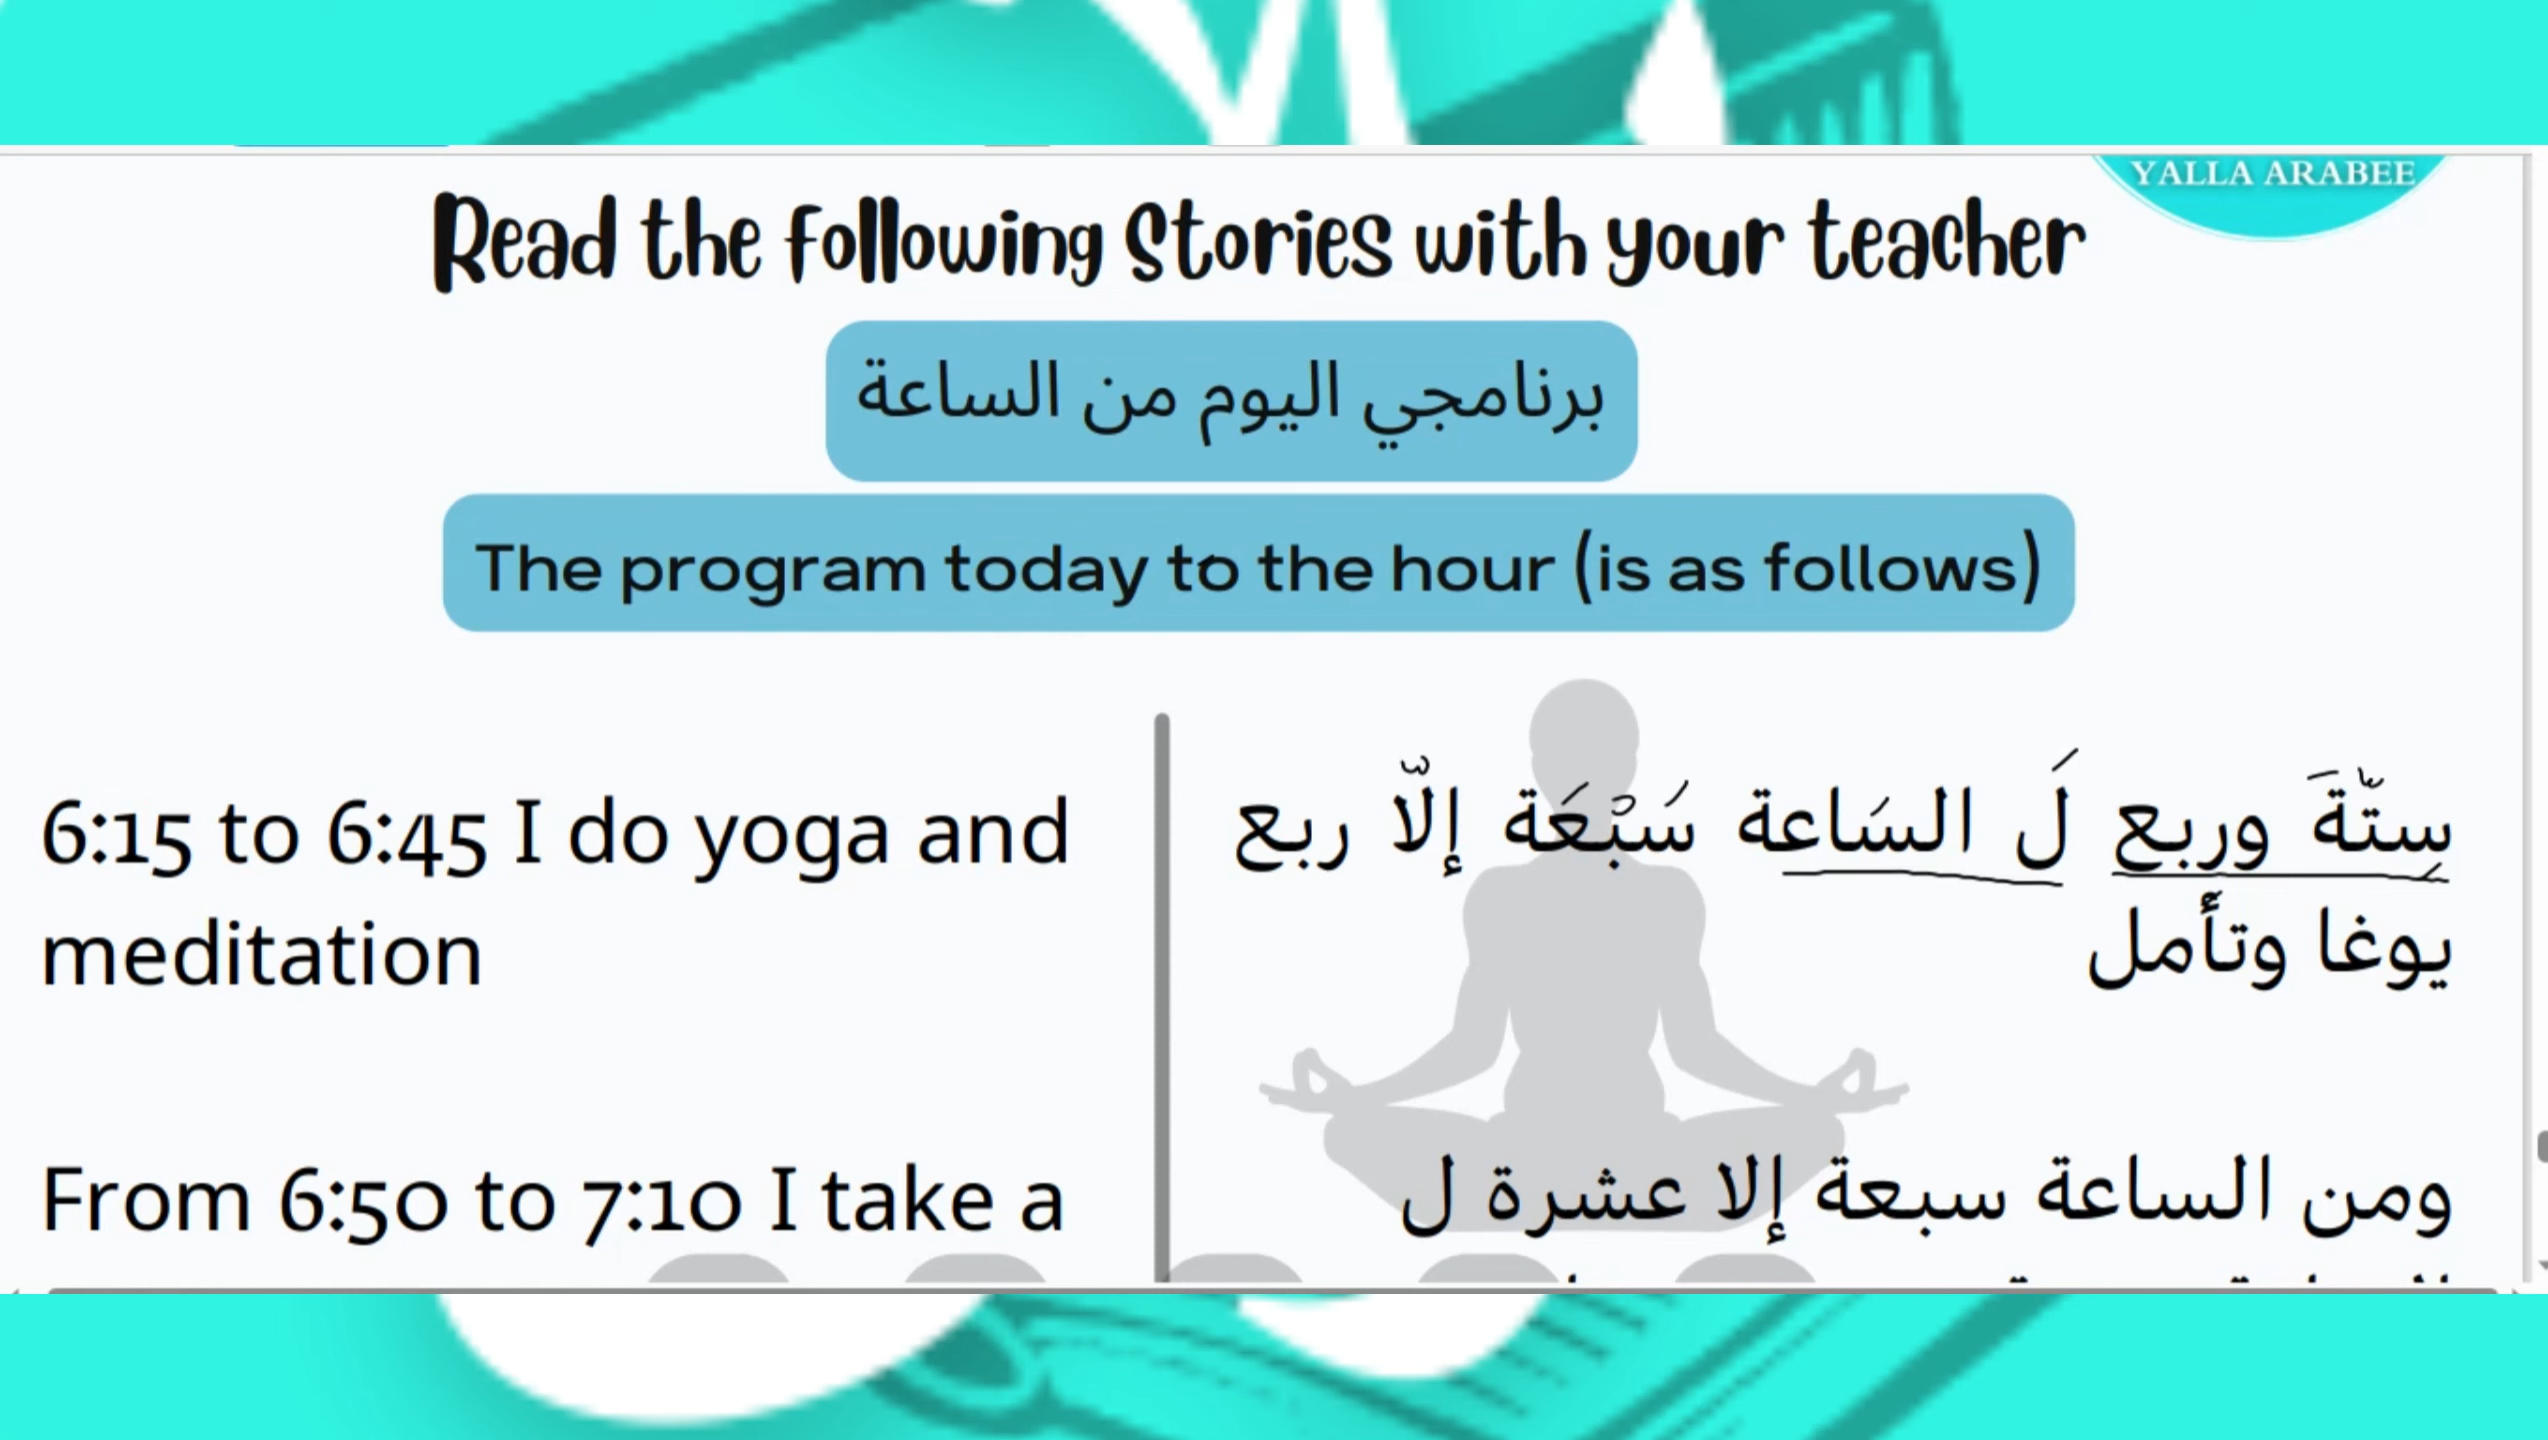 YALLA ARABEE
Read the following Stories with your teacher
برنامجي اليوم من الساعة
The program today to the hour (is as follows)
6:15 to 6:45 I do yoga and
meditation
From 6:50 to 7:10 I take a
سِتّةَ وربع لَ السَاعة سَبْعَة إلّا ربع
يوغا وتأمل
ومن الساعة سبعة إلا عشرة ل